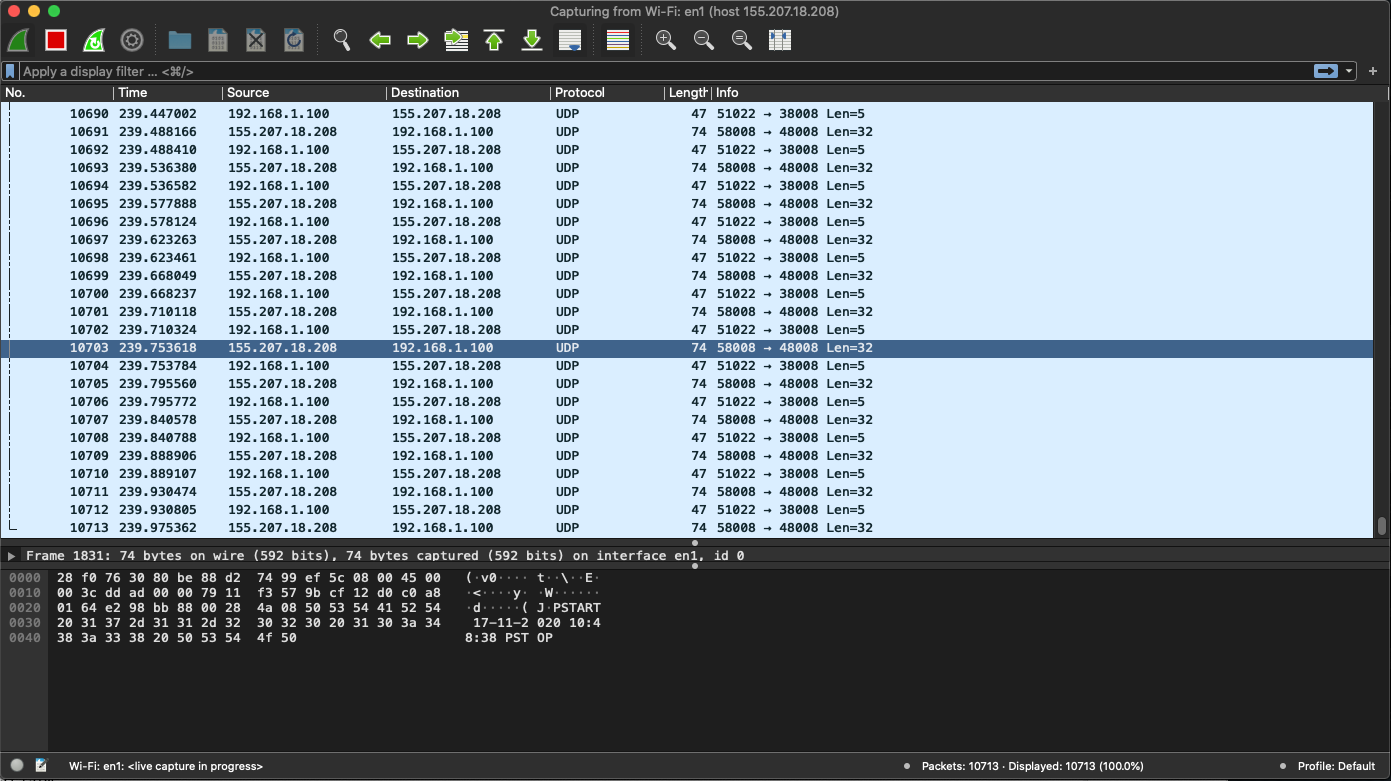 Capturing from Wi-Fi: en1 (host 155.207.18.208)
Apply a display filter ... <⌘/>
No. Time Source Destination Protocol Length Info
10690 239.447002 192.168.1.100 155.207.18.208 UDP 47 51022 → 38008 Len=5
10691 239.488166 155.207.18.208 192.168.1.100 UDP 74 58008 → 48008 Len=32
10692 239.488410 192.168.1.100 155.207.18.208 UDP 47 51022 → 38008 Len=5
10693 239.536380 155.207.18.208 192.168.1.100 UDP 74 58008 → 48008 Len=32
10694 239.536582 192.168.1.100 155.207.18.208 UDP 47 51022 → 38008 Len=5
10695 239.577888 155.207.18.208 192.168.1.100 UDP 74 58008 → 48008 Len=32
10696 239.578124 192.168.1.100 155.207.18.208 UDP 47 51022 → 38008 Len=5
10697 239.623263 155.207.18.208 192.168.1.100 UDP 74 58008 → 48008 Len=32
10698 239.623461 192.168.1.100 155.207.18.208 UDP 47 51022 → 38008 Len=5
10699 239.668049 155.207.18.208 192.168.1.100 UDP 74 58008 → 48008 Len=32
10700 239.668237 192.168.1.100 155.207.18.208 UDP 47 51022 → 38008 Len=5
10701 239.710118 155.207.18.208 192.168.1.100 UDP 74 58008 → 48008 Len=32
10702 239.710324 192.168.1.100 155.207.18.208 UDP 47 51022 → 38008 Len=5
10703 239.753618 155.207.18.208 192.168.1.100 UDP 74 58008 → 48008 Len=32
10704 239.753784 192.168.1.100 155.207.18.208 UDP 47 51022 → 38008 Len=5
10705 239.795560 155.207.18.208 192.168.1.100 UDP 74 58008 → 48008 Len=32
10706 239.795772 192.168.1.100 155.207.18.208 UDP 47 51022 → 38008 Len=5
10707 239.840578 155.207.18.208 192.168.1.100 UDP 74 58008 → 48008 Len=32
10708 239.840788 192.168.1.100 155.207.18.208 UDP 47 51022 → 38008 Len=5
10709 239.888906 155.207.18.208 192.168.1.100 UDP 74 58008 → 48008 Len=32
10710 239.889107 192.168.1.100 155.207.18.208 UDP 47 51022 → 38008 Len=5
10711 239.930474 155.207.18.208 192.168.1.100 UDP 74 58008 → 48008 Len=32
10712 239.930805 192.168.1.100 155.207.18.208 UDP 47 51022 → 38008 Len=5
10713 239.975362 155.207.18.208 192.168.1.100 UDP 74 58008 → 48008 Len=32
Frame 1831: 74 bytes on wire (592 bits), 74 bytes captured (592 bits) on interface en1, id 0
0000 28 f0 76 30 80 be 88 d2 74 99 ef 5c 08 00 45 00 (·v0···· t··\··E·
0010 00 3c dd ad 00 00 79 11 f3 57 9b cf 12 d0 c0 a8 ·<····y· ·W······
0020 01 64 e2 98 bb 88 00 28 4a 08 50 53 54 41 52 54 ·d·····( J·PSTART
0030 20 31 37 2d 31 31 2d 32 30 32 30 20 31 30 3a 34 17-11-2 020 10:4
0040 38 3a 33 38 20 50 53 54 4f 50 8:38 PST OP
Wi-Fi: en1: <live capture in progress> Packets: 10713 · Displayed: 10713 (100.0%) Profile: Default